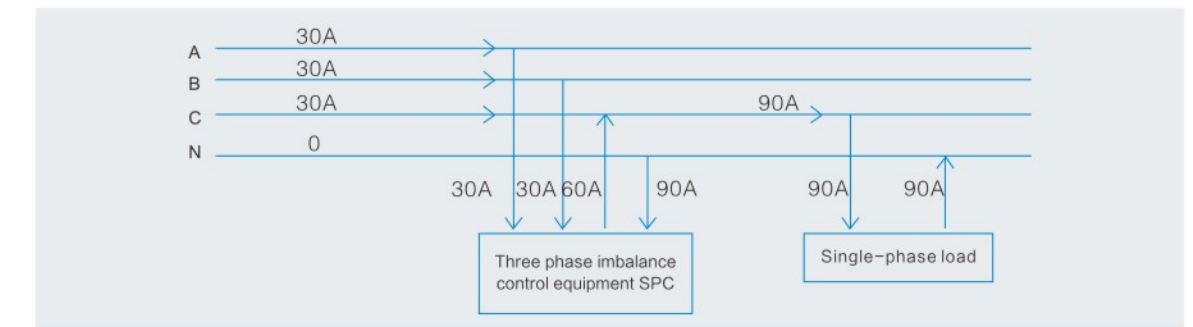 A 30A
B 30A
C 30A 90A
N 0
30A 30A 60A 90A 90A 90A
Three phase imbalance
control equipment SPC
Single-phase load